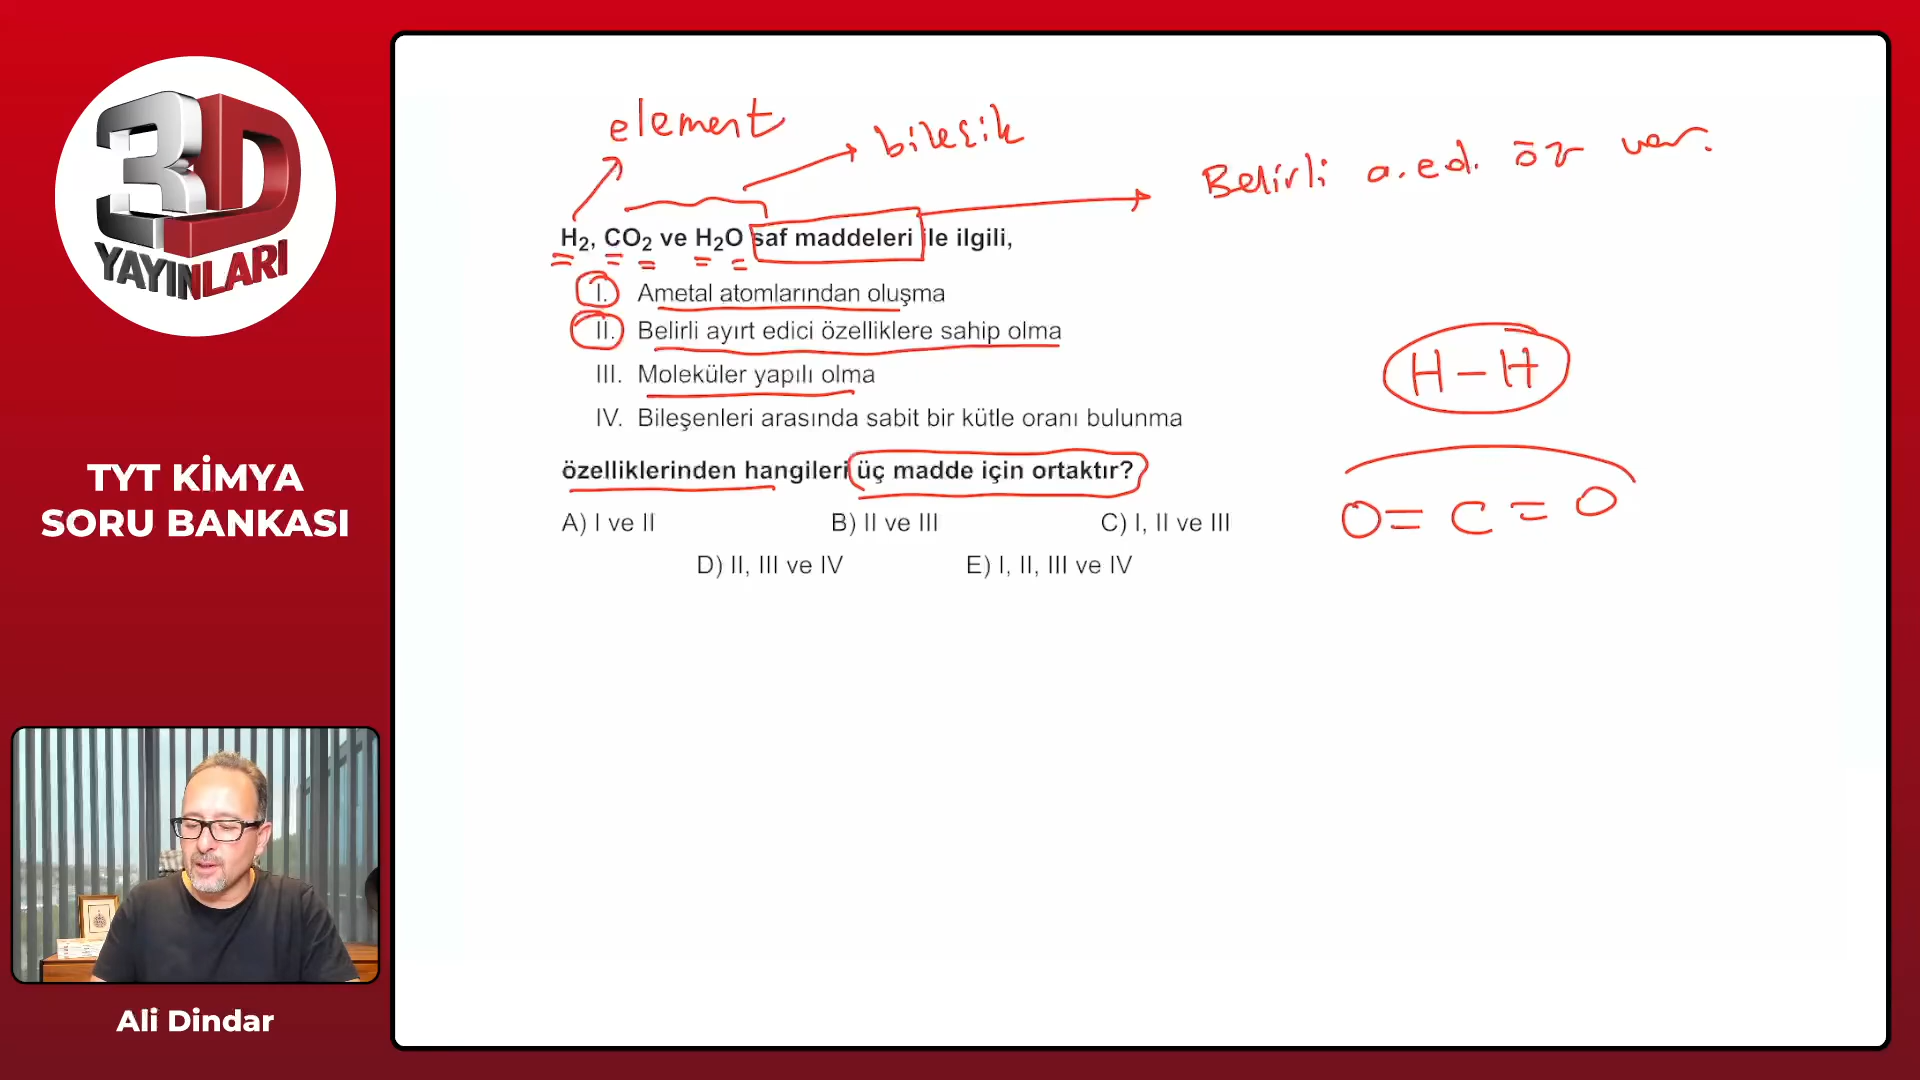 3D
YAYINLARI
TYT KİMYA
SORU BANKASI
Ali Dindar
element
bileşik
Belirli a.ed. öz var.
H₂, CO₂ ve H₂O saf maddeleri ile ilgili,
I. Ametal atomlarından oluşma
II. Belirli ayırt edici özelliklere sahip olma
III. Moleküler yapılı olma
IV. Bileşenleri arasında sabit bir kütle oranı bulunma
özelliklerinden hangileri üç madde için ortaktır?
A) I ve II B) II ve III C) I, II ve III
D) II, III ve IV E) I, II, III ve IV
H–H
O=C=O